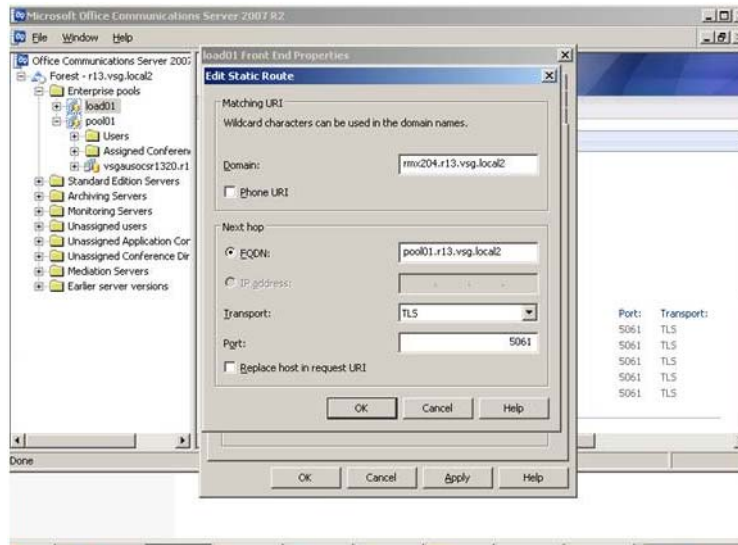 Microsoft Office Communications Server 2007 R2
File Window Help
Office Communications Server 2007
Forest - r13.vsg.local2
Enterprise pools
load01
pool01
Users
Assigned Conferen
vsgausocsr1320.r1
Standard Edition Servers
Archiving Servers
Monitoring Servers
Unassigned users
Unassigned Application Cor
Unassigned Conference Dir
Mediation Servers
Earlier server versions
Done
load01 Front End Properties
Edit Static Route
Matching URI
Wildcard characters can be used in the domain names.
Domain: rmx204.r13.vsg.local2
Phone URI
Next hop
FQDN: pool01.r13.vsg.local2
IP address:
Transport: TLS
Port: 5061
Replace host in request URI
OK Cancel Help
OK Cancel Apply Help
Port: Transport:
5061 TLS
5061 TLS
5061 TLS
5061 TLS
5061 TLS